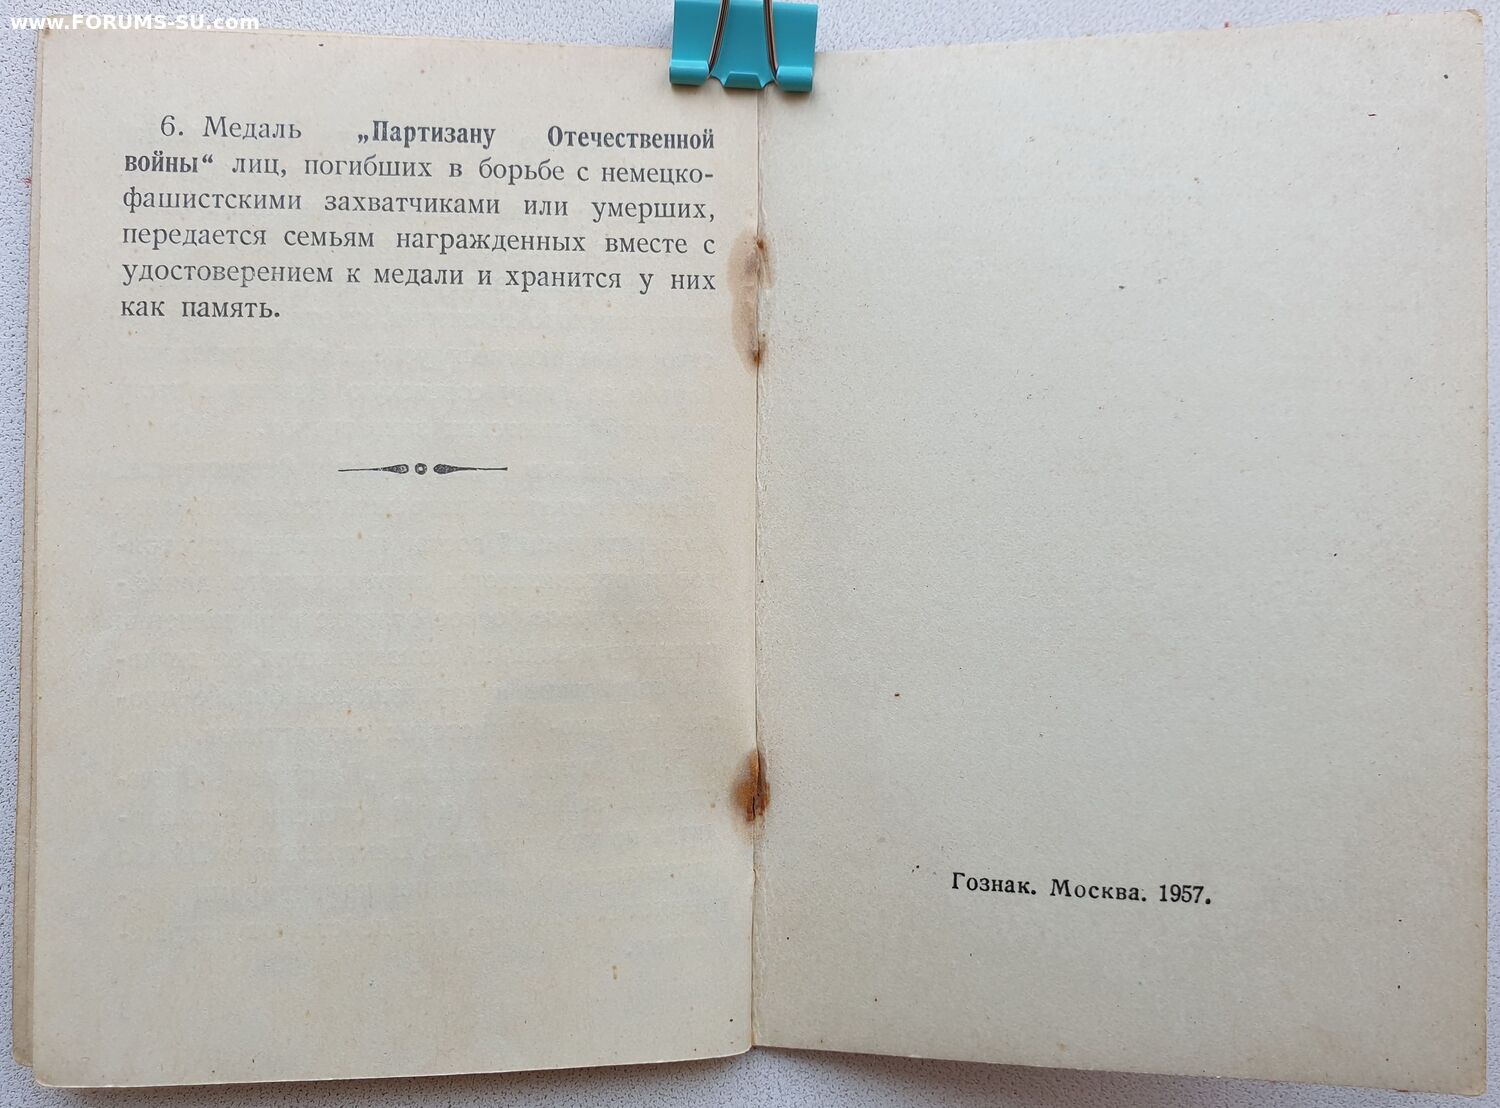 www.FORUMS-SU.com
6. Медаль „Партизану Отечественной
войны“ лиц, погибших в борьбе с немецко-
фашистскими захватчиками или умерших,
передается семьям награжденных вместе с
удостоверением к медали и хранится у них
как память.
Гознак. Москва. 1957.